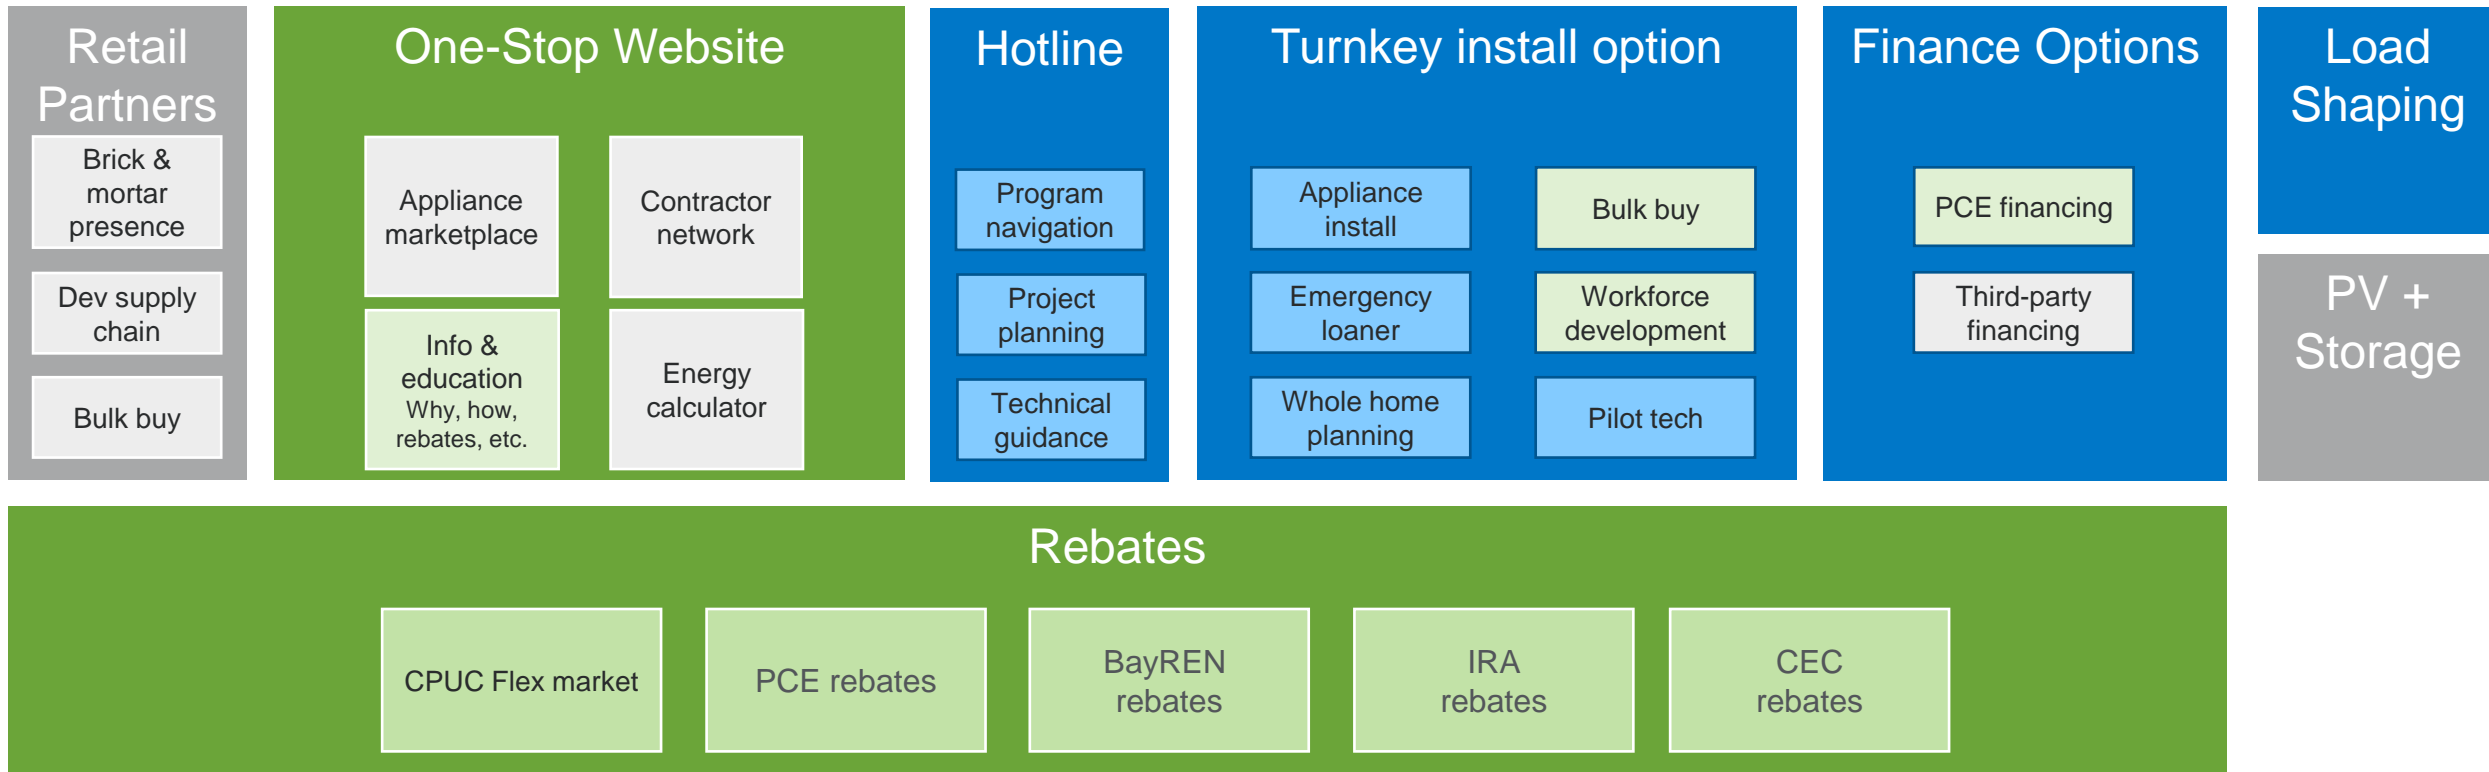 Retail
Partners
Brick &
mortar
presence
Dev supply
chain
Bulk buy
One-Stop Website
Appliance
marketplace
Contractor
network
Info &
education
Why, how,
rebates, etc.
Energy
calculator
Hotline
Program
navigation
Project
planning
Technical
guidance
Turnkey install option
Appliance
install
Bulk buy
Emergency
loaner
Workforce
development
Whole home
planning
Pilot tech
Finance Options
PCE financing
Third-party
financing
Load
Shaping
PV +
Storage
Rebates
CPUC Flex market
PCE rebates
BayREN
rebates
IRA
rebates
CEC
rebates